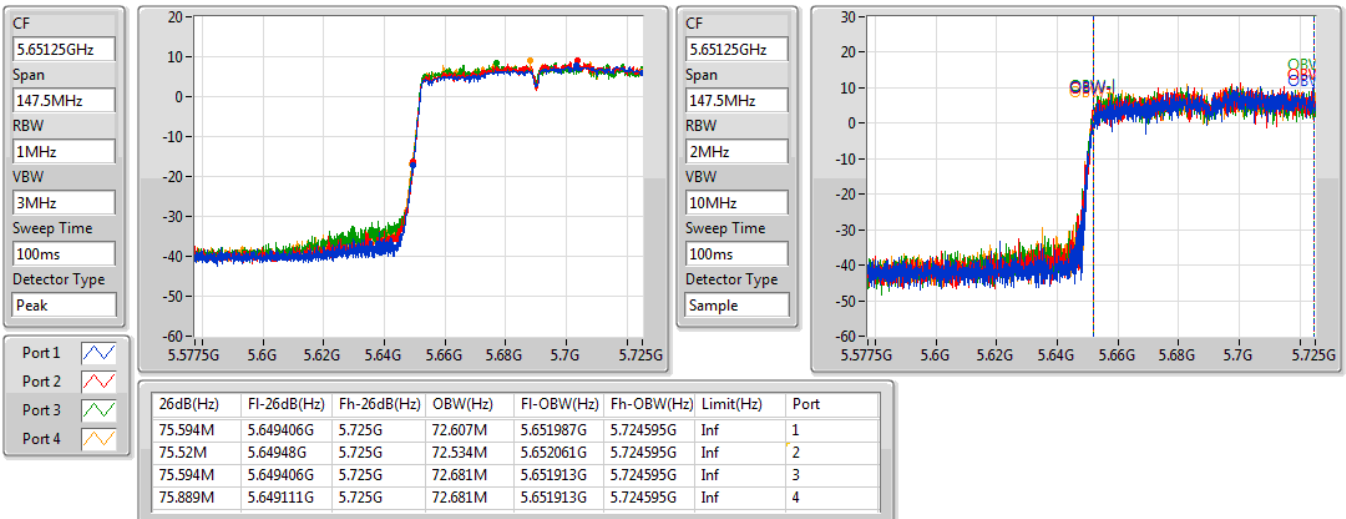 CF
5.65125GHz
Span
147.5MHz
RBW
1MHz
VBW
3MHz
Sweep Time
100ms
Detector Type
Peak
20
10
0
-10
-20
-30
-40
-50
-60
5.5775G 5.6G 5.62G 5.64G 5.66G 5.68G 5.7G 5.725G
CF
5.65125GHz
Span
147.5MHz
RBW
2MHz
VBW
10MHz
Sweep Time
100ms
Detector Type
Sample
30
20
10
0
-10
-20
-30
-40
-50
-60
OBW-
OBV
OBV
OBV
5.5775G 5.6G 5.62G 5.64G 5.66G 5.68G 5.7G 5.725G
Port 1
Port 2
Port 3
Port 4
26dB(Hz) Fl-26dB(Hz) Fh-26dB(Hz) OBW(Hz) Fl-OBW(Hz) Fh-OBW(Hz) Limit(Hz) Port
75.594M 5.649406G 5.725G 72.607M 5.651987G 5.724595G Inf 1
75.52M 5.64948G 5.725G 72.534M 5.652061G 5.724595G Inf 2
75.594M 5.649406G 5.725G 72.681M 5.651913G 5.724595G Inf 3
75.889M 5.649111G 5.725G 72.681M 5.651913G 5.724595G Inf 4